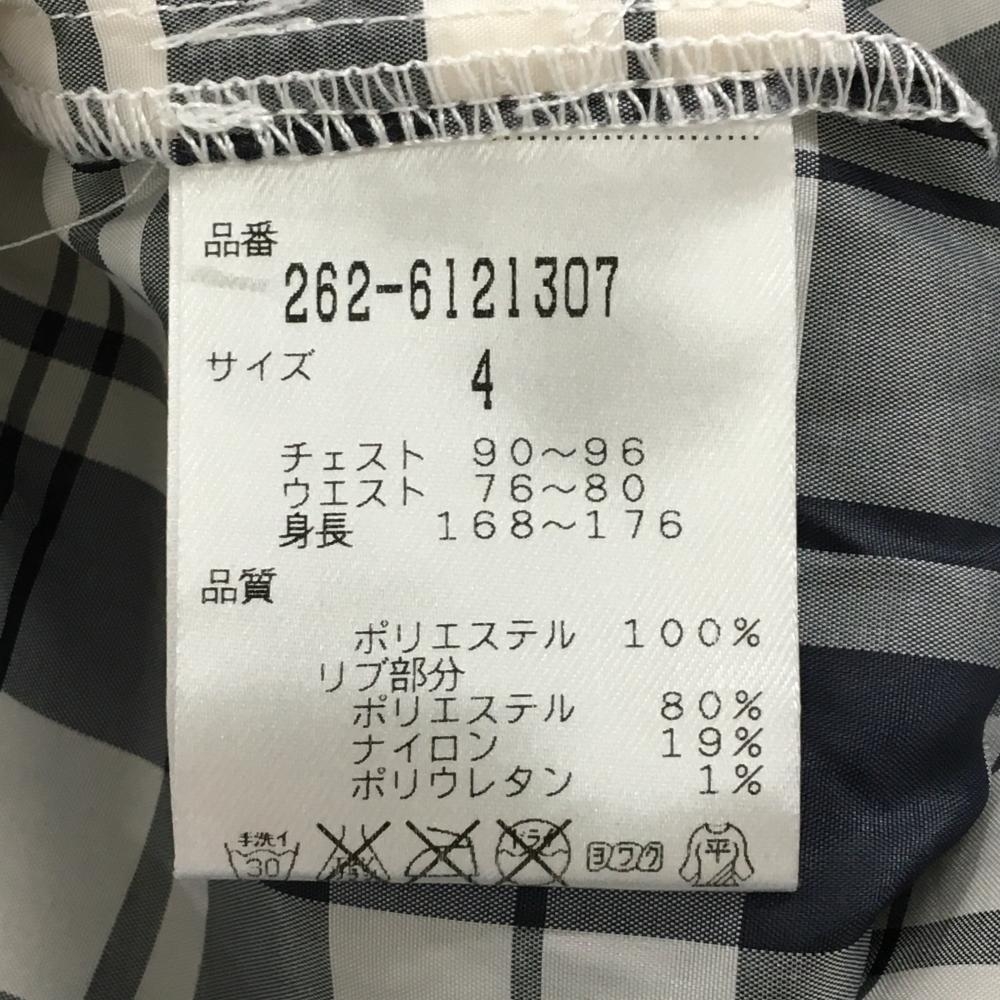 品番
262-6121307
サイズ 4
チェスト 90～96
ウエスト 76～80
身長 168～176
品質
ポリエステル 100%
リブ部分
ポリエステル 80%
ナイロン 19%
ポリウレタン 1%
手洗イ 30 ドライ ヨワク 平